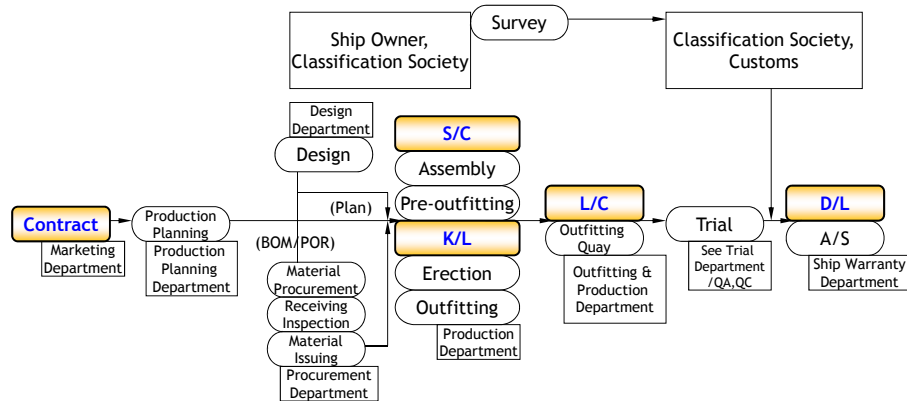 Ship Owner,
Classification Society
Survey
Classification Society,
Customs
Design
Department
Design
S/C
Assembly
Pre-outfitting
(Plan)
Contract
Marketing
Department
Production
Planning
Production
Planning
Department
(BOM/POR)
Material
Procurement
Receiving
Inspection
Material
Issuing
Procurement
Department
K/L
Erection
Outfitting
Production
Department
L/C
Outfitting
Quay
Outfitting &
Production
Department
Trial
See Trial
Department
/QA,QC
D/L
A/S
Ship Warranty
Department